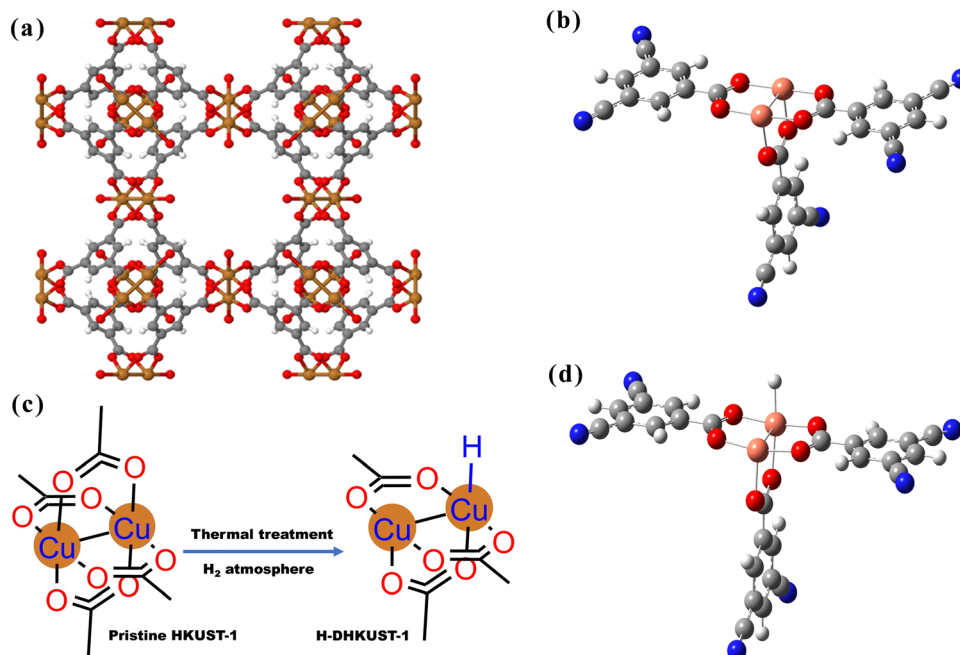 (a)
(b)
(c)
(d)
O O
O O
Cu Cu
O O O
O O
Pristine HKUST-1
Thermal treatment
H₂ atmosphere
H
O
O Cu
Cu
O O
O O
H-DHKUST-1